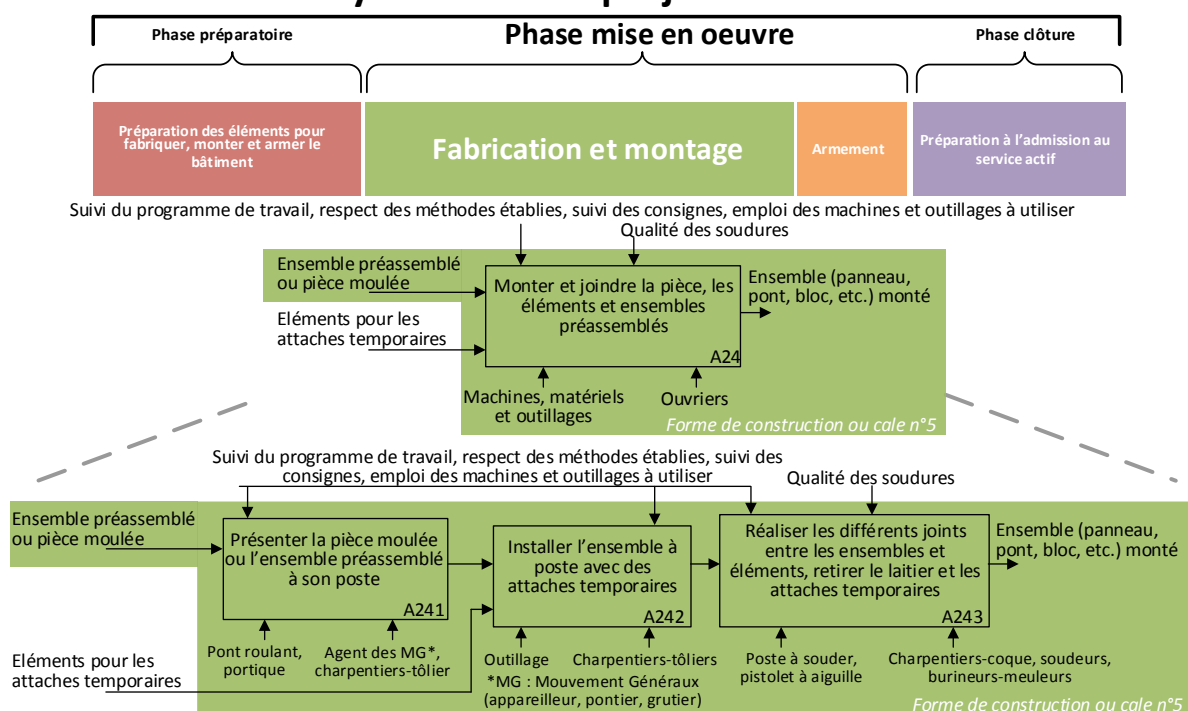 Phase préparatoire
Phase mise en oeuvre
Phase clôture
Préparation des éléments pour
fabriquer, monter et armer le
bâtiment
Fabrication et montage
Armement
Préparation à l’admission au
service actif
Suivi du programme de travail, respect des méthodes établies, suivi des consignes, emploi des machines et outillages à utiliser
Qualité des soudures
Ensemble préassemblé
ou pièce moulée
Monter et joindre la pièce, les
éléments et ensembles
préassemblés
A24
Ensemble (panneau,
pont, bloc, etc.) monté
Eléments pour les
attaches temporaires
Machines, matériels
et outillages
Ouvriers
Forme de construction ou cale n°5
Suivi du programme de travail, respect des méthodes établies, suivi des
consignes, emploi des machines et outillages à utiliser
Qualité des soudures
Ensemble préassemblé
ou pièce moulée
Présenter la pièce moulée
ou l’ensemble préassemblé
à son poste
A241
Installer l’ensemble à
poste avec des
attaches temporaires
A242
Réaliser les différents joints
entre les ensembles et
éléments, retirer le laitier et les
attaches temporaires
A243
Ensemble (panneau,
pont, bloc, etc.) monté
Eléments pour les
attaches temporaires
Pont roulant,
portique
Agent des MG*,
charpentiers-tôlier
Outillage
Charpentiers-tôliers
*MG : Mouvement Généraux
(appareilleur, pontier, grutier)
Poste à souder,
pistolet à aiguille
Charpentiers-coque, soudeurs,
burineurs-meuleurs
Forme de construction ou cale n°5